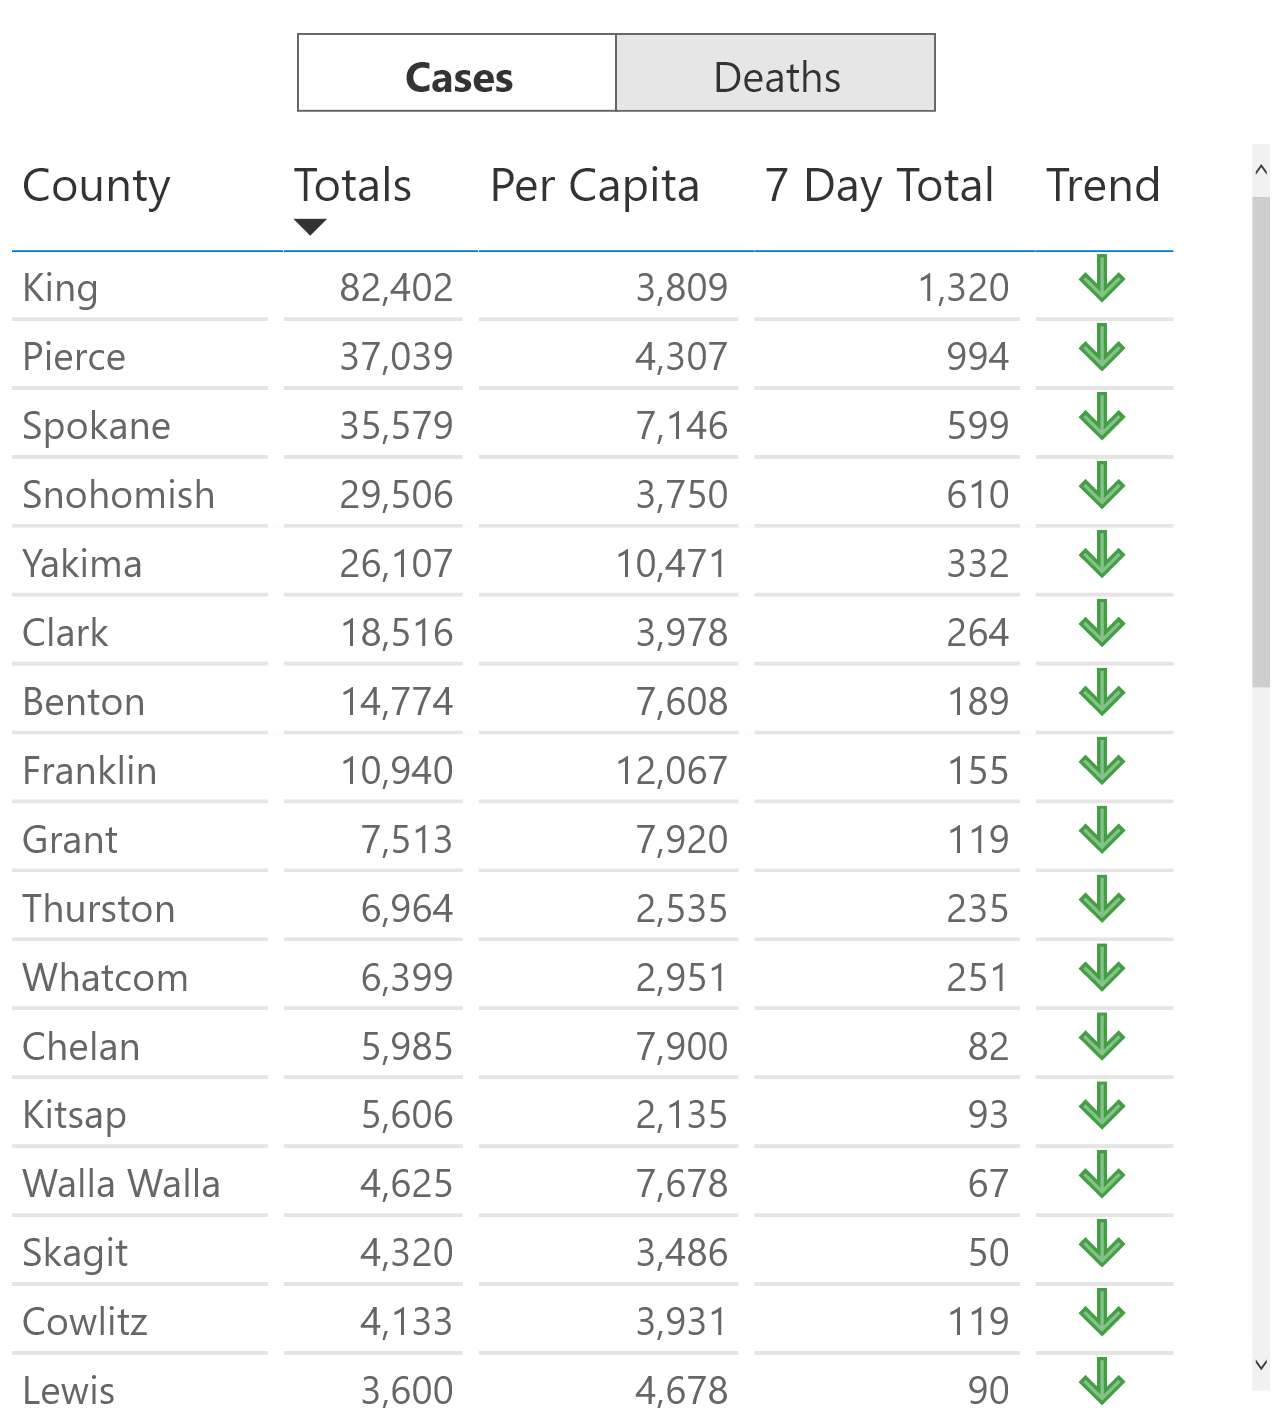 Cases Deaths
County Totals Per Capita 7 Day Total Trend
King 82,402 3,809 1,320
Pierce 37,039 4,307 994
Spokane 35,579 7,146 599
Snohomish 29,506 3,750 610
Yakima 26,107 10,471 332
Clark 18,516 3,978 264
Benton 14,774 7,608 189
Franklin 10,940 12,067 155
Grant 7,513 7,920 119
Thurston 6,964 2,535 235
Whatcom 6,399 2,951 251
Chelan 5,985 7,900 82
Kitsap 5,606 2,135 93
Walla Walla 4,625 7,678 67
Skagit 4,320 3,486 50
Cowlitz 4,133 3,931 119
Lewis 3,600 4,678 90